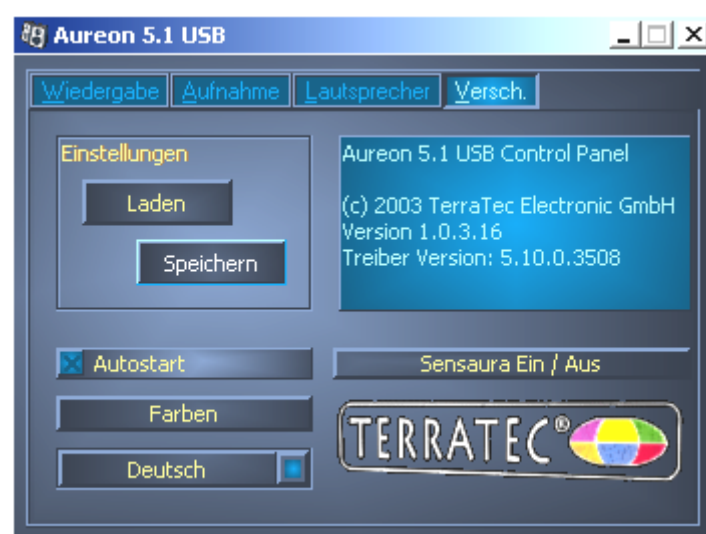 Aureon 5.1 USB
Wiedergabe Aufnahme Lautsprecher Versch.
Einstellungen
Laden
Speichern
Aureon 5.1 USB Control Panel
(c) 2003 TerraTec Electronic GmbH
Version 1.0.3.16
Treiber Version: 5.10.0.3508
Autostart
Sensaura Ein / Aus
Farben
Deutsch
TERRATEC®